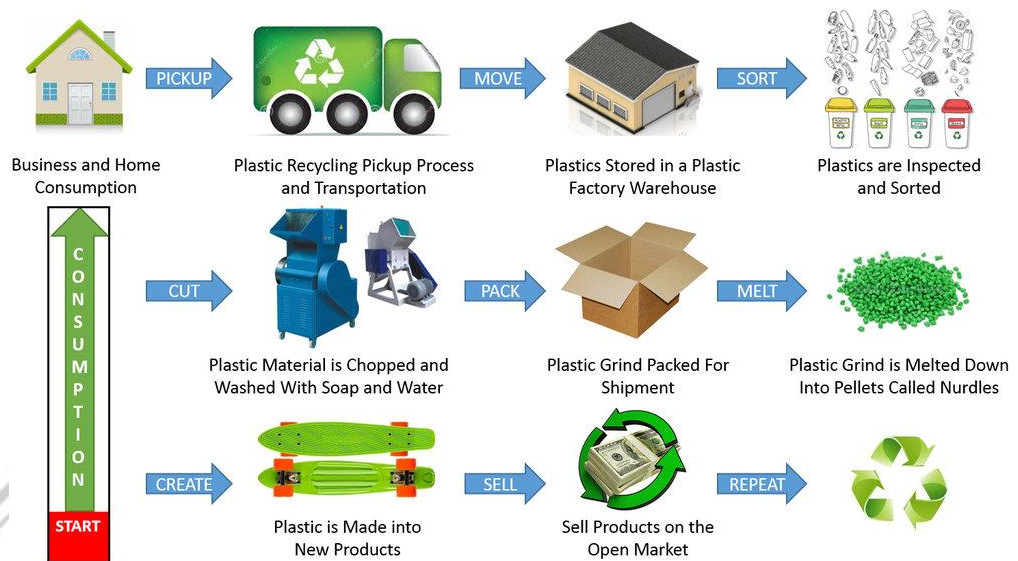 PICKUP
MOVE
SORT
Business and Home
Consumption
Plastic Recycling Pickup Process
and Transportation
Plastics Stored in a Plastic
Factory Warehouse
Plastics are Inspected
and Sorted
CONSUMPTION
START
CUT
PACK
MELT
Plastic Material is Chopped and
Washed With Soap and Water
Plastic Grind Packed For
Shipment
Plastic Grind is Melted Down
Into Pellets Called Nurdles
CREATE
SELL
REPEAT
Plastic is Made into
New Products
Sell Products on the
Open Market